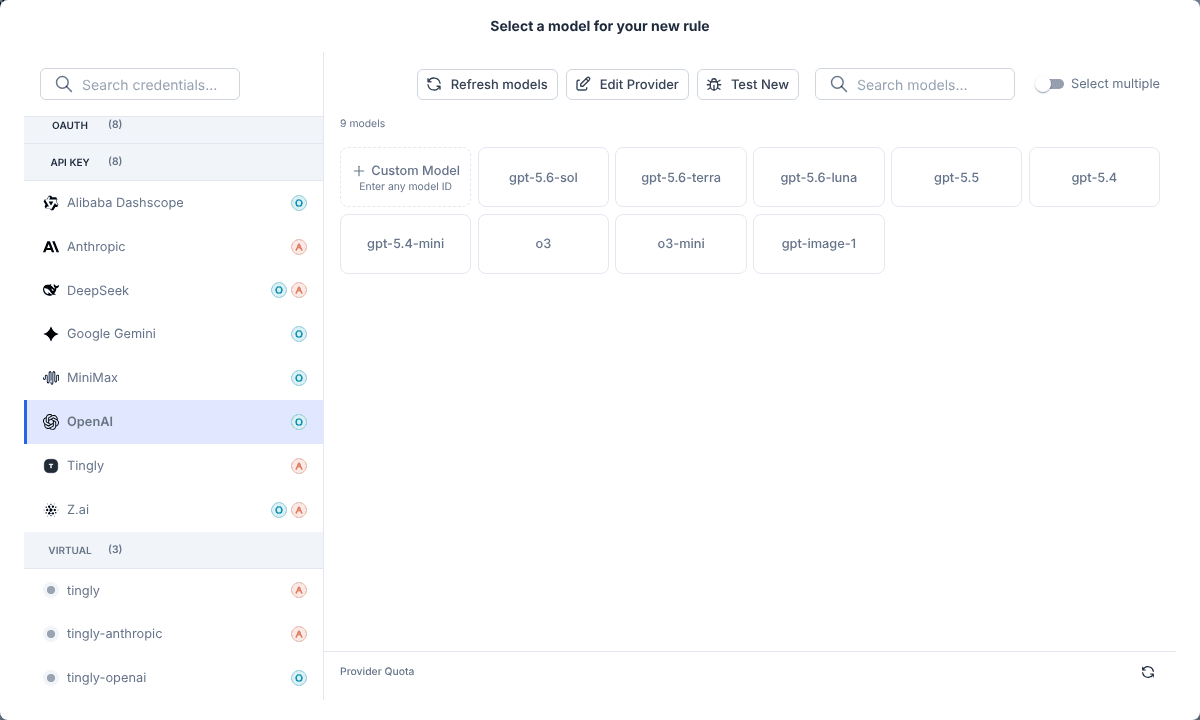 Select a model for your new rule
Search credentials...
OAUTH (8)
API KEY (8)
Alibaba Dashscope O
Anthropic A
DeepSeek O A
Google Gemini O
MiniMax O
OpenAI O
Tingly A
Z.ai O A
VIRTUAL (3)
tingly A
tingly-anthropic A
tingly-openai O
Refresh models Edit Provider Test New Search models... Select multiple
9 models
Custom Model
Enter any model ID
gpt-5.6-sol gpt-5.6-terra gpt-5.6-luna gpt-5.5 gpt-5.4
gpt-5.4-mini o3 o3-mini gpt-image-1
Provider Quota